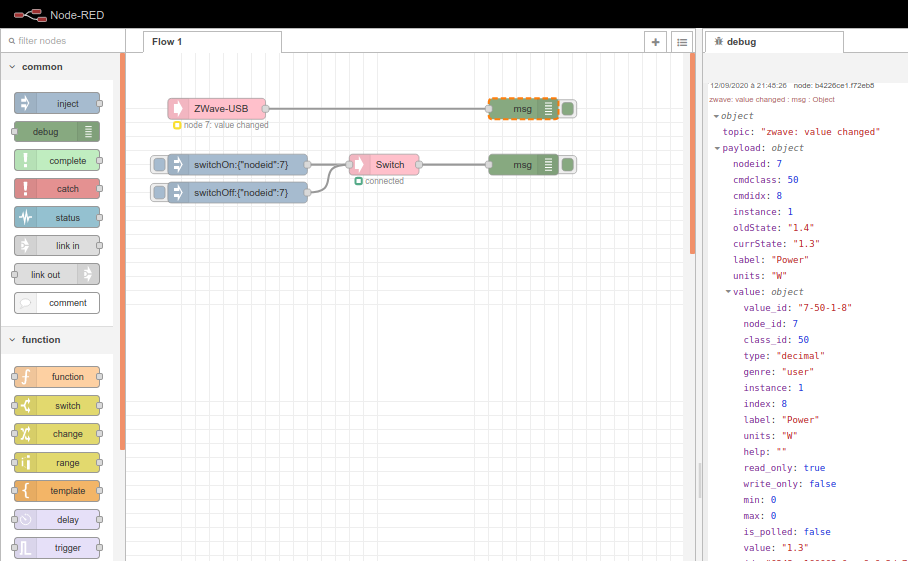 Node-RED
filter nodes
common
inject
debug
complete
catch
status
link in
link out
comment
function
function
switch
change
range
template
delay
trigger
Flow 1
ZWave-USB
node 7: value changed
msg
switchOn:{"nodeid":7}
switchOff:{"nodeid":7}
Switch
connected
msg
debug
12/09/2020 à 21:45:26 node: b4226ce1.f72eb5
zwave: value changed : msg : Object
object
topic: "zwave: value changed"
payload: object
nodeid: 7
cmdclass: 50
cmdidx: 8
instance: 1
oldState: "1.4"
currState: "1.3"
label: "Power"
units: "W"
value: object
value_id: "7-50-1-8"
node_id: 7
class_id: 50
type: "decimal"
genre: "user"
instance: 1
index: 8
label: "Power"
units: "W"
help: ""
read_only: true
write_only: false
min: 0
max: 0
is_polled: false
value: "1.3"